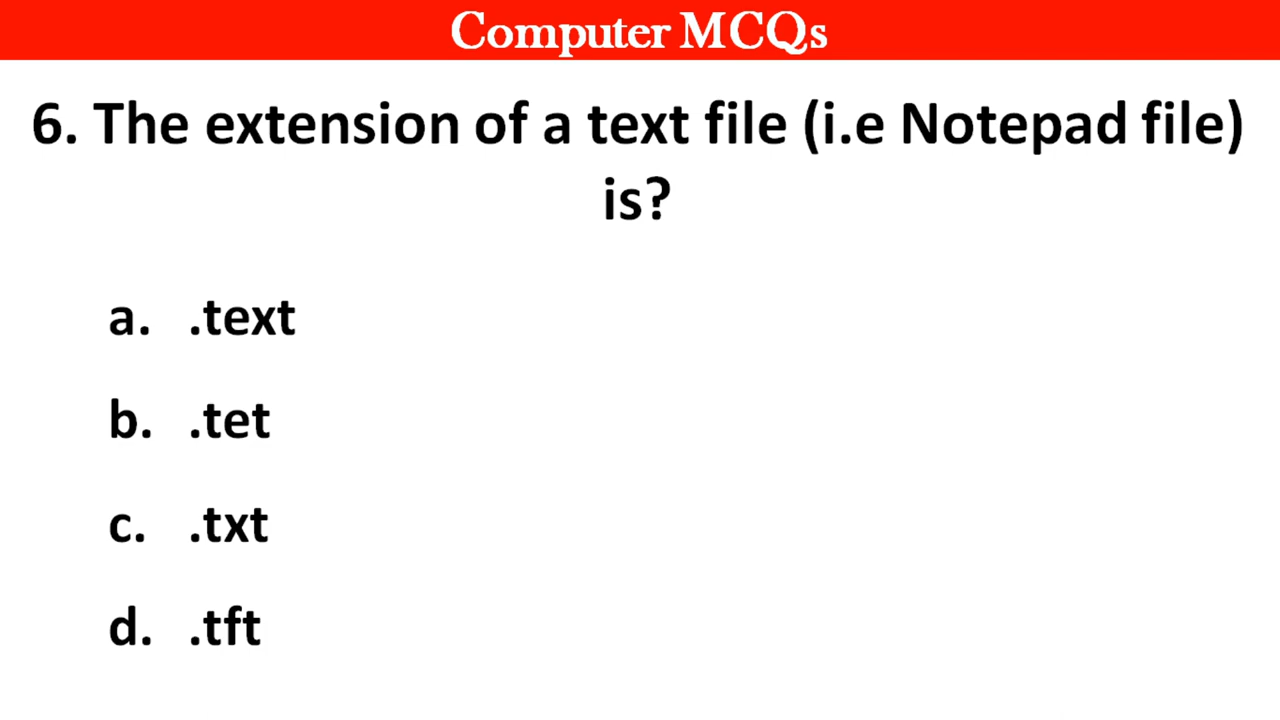 Computer MCQs
6. The extension of a text file (i.e Notepad file)
is?
a. .text
b. .tet
c. .txt
d. .tft